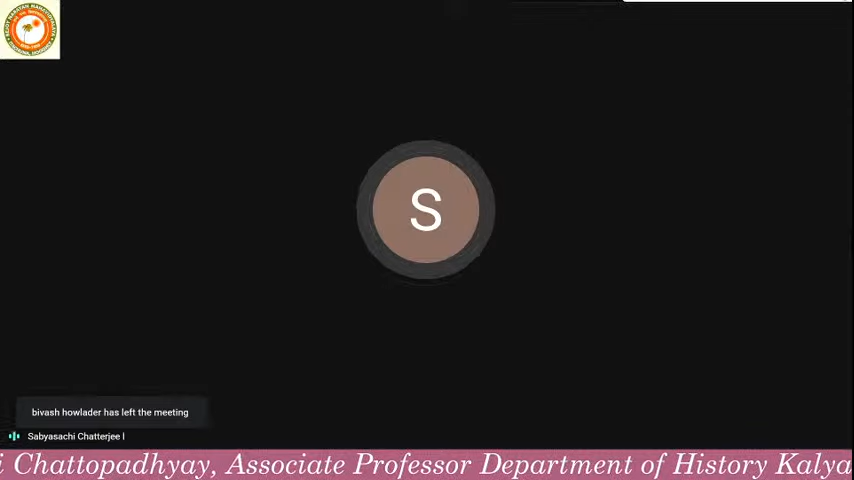 S
bivash howlader has left the meeting
Sabyasachi Chatterjee l
i Chattopadhyay, Associate Professor Department of History Kalya